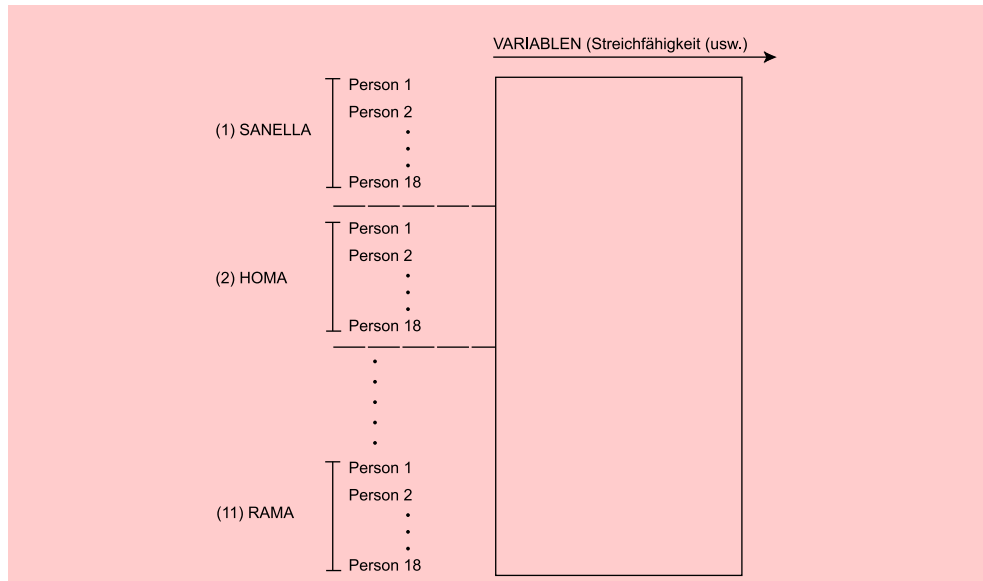 VARIABLEN (Streichfähigkeit (usw.)
Person 1
Person 2
(1) SANELLA
Person 18
Person 1
Person 2
(2) HOMA
Person 18
Person 1
Person 2
(11) RAMA
Person 18